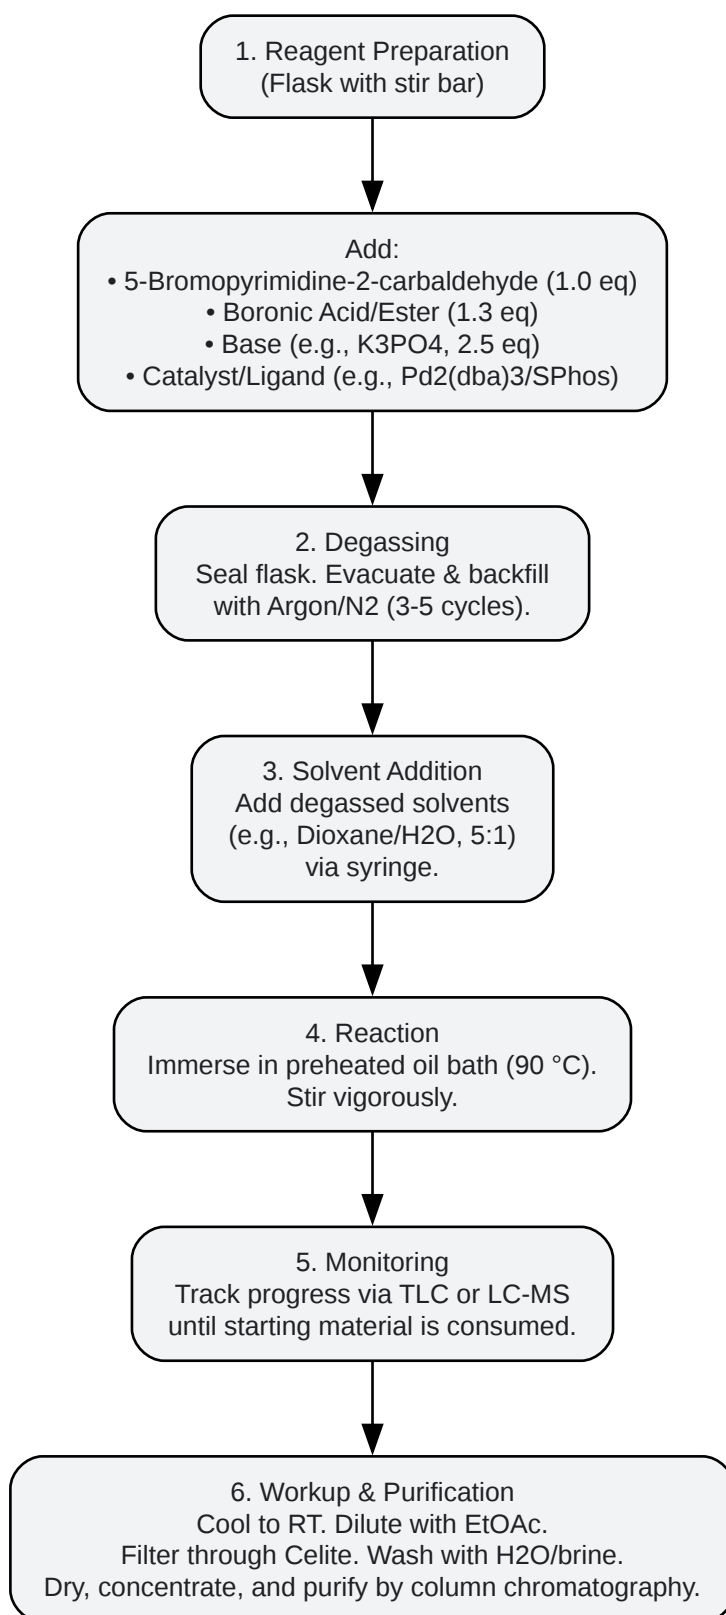 1. Reagent Preparation
(Flask with stir bar)
Add:
• 5-Bromopyrimidine-2-carbaldehyde (1.0 eq)
• Boronic Acid/Ester (1.3 eq)
• Base (e.g., K3PO4, 2.5 eq)
• Catalyst/Ligand (e.g., Pd2(dba)3/SPhos)
2. Degassing
Seal flask. Evacuate & backfill
with Argon/N2 (3-5 cycles).
3. Solvent Addition
Add degassed solvents
(e.g., Dioxane/H2O, 5:1)
via syringe.
4. Reaction
Immerse in preheated oil bath (90 °C).
Stir vigorously.
5. Monitoring
Track progress via TLC or LC-MS
until starting material is consumed.
6. Workup & Purification
Cool to RT. Dilute with EtOAc.
Filter through Celite. Wash with H2O/brine.
Dry, concentrate, and purify by column chromatography.